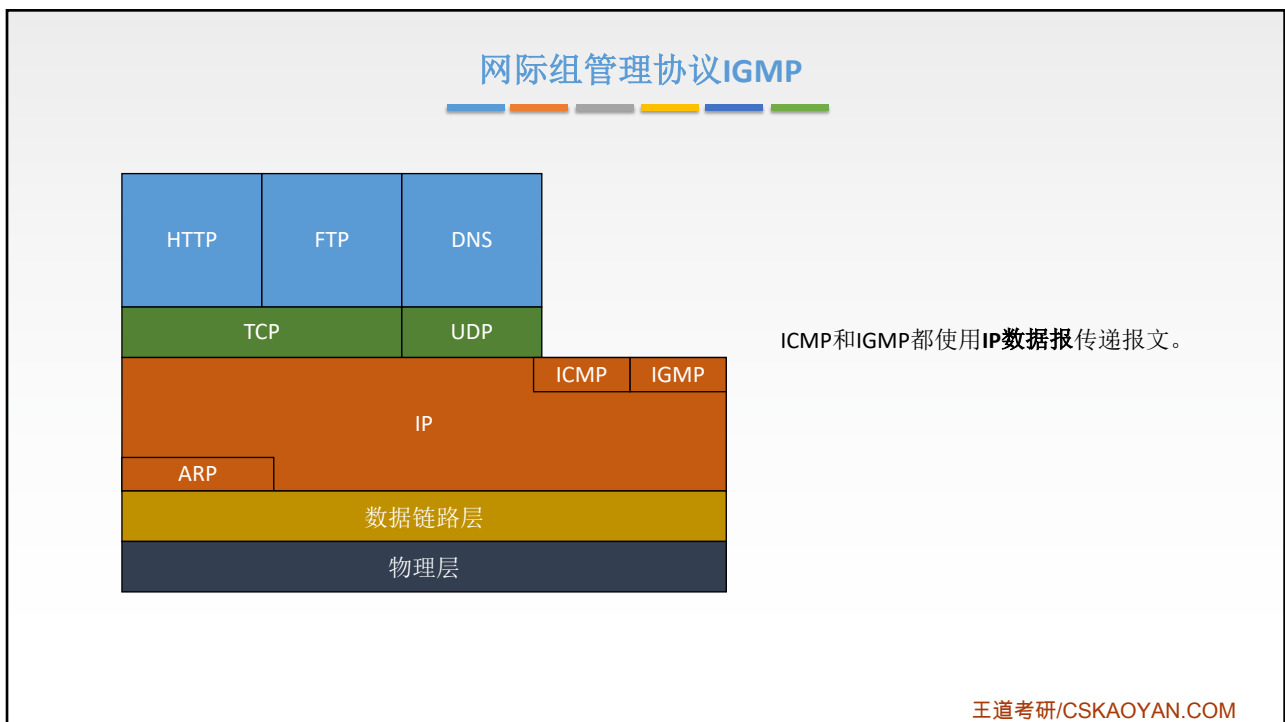 网际组管理协议IGMP
HTTP
FTP
DNS
TCP
UDP
ICMP和IGMP都使用IP数据报传递报文。
ICMP
IGMP
IP
ARP
数据链路层
物理层
王道考研/CSKAOYAN.COM